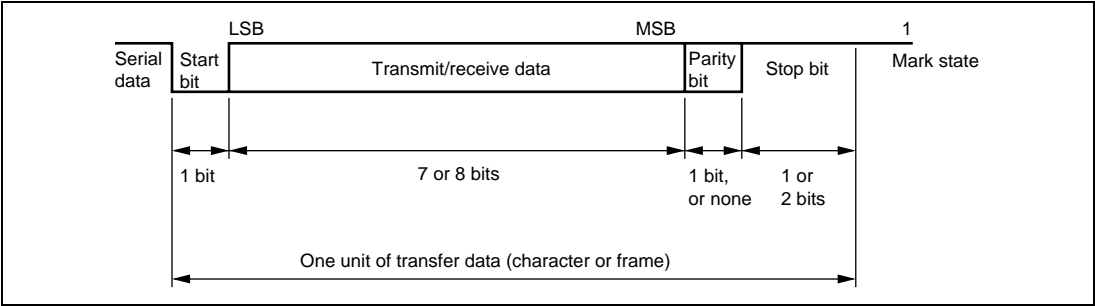 LSB
MSB
1
Serial
data
Start
bit
Transmit/receive data
Parity
bit
Stop bit
Mark state
1 bit
7 or 8 bits
1 bit,
or none
1 or
2 bits
One unit of transfer data (character or frame)